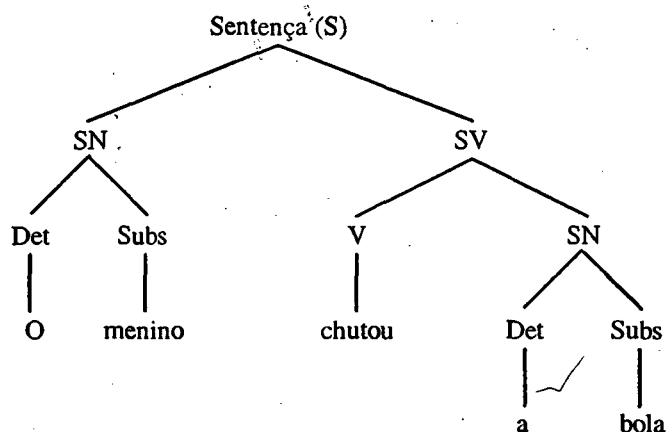 Sentença (S)
SN SV
Det Subs V SN
O menino chutou Det Subs
a bola